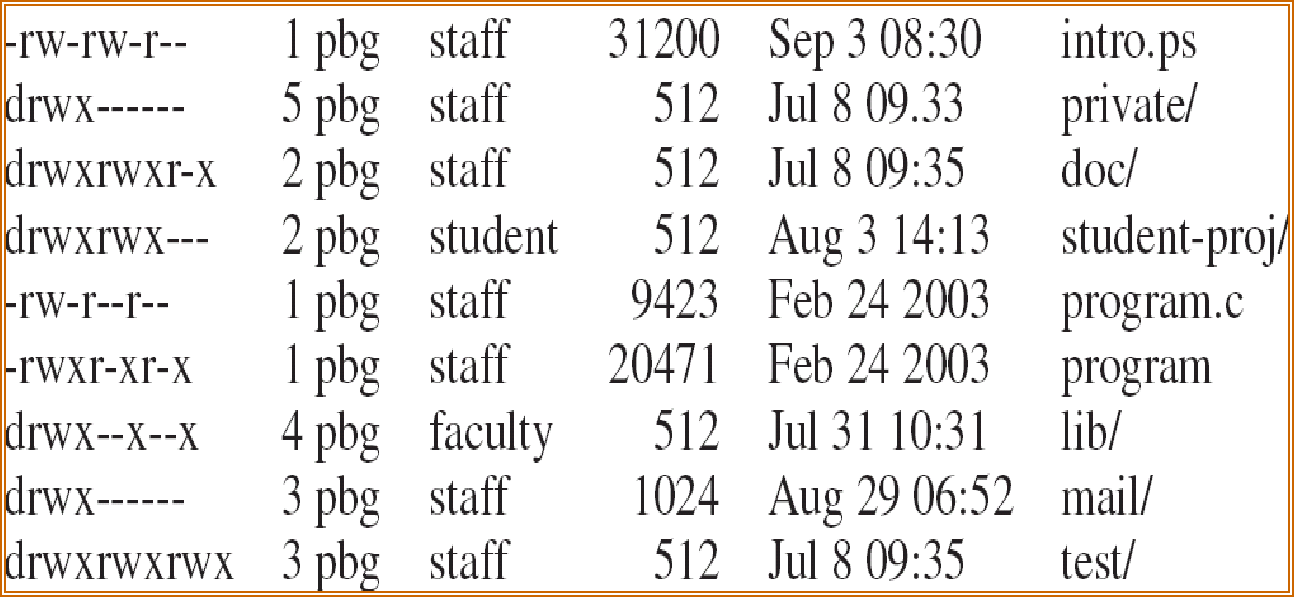 -rw-rw-r-- 1 pbg staff 31200 Sep 3 08:30 intro.ps
drwx------ 5 pbg staff 512 Jul 8 09.33 private/
drwxrwxr-x 2 pbg staff 512 Jul 8 09:35 doc/
drwxrwx--- 2 pbg student 512 Aug 3 14:13 student-proj/
-rw-r--r-- 1 pbg staff 9423 Feb 24 2003 program.c
-rwxr-xr-x 1 pbg staff 20471 Feb 24 2003 program
drwx--x--x 4 pbg faculty 512 Jul 31 10:31 lib/
drwx------ 3 pbg staff 1024 Aug 29 06:52 mail/
drwxrwxrwx 3 pbg staff 512 Jul 8 09:35 test/